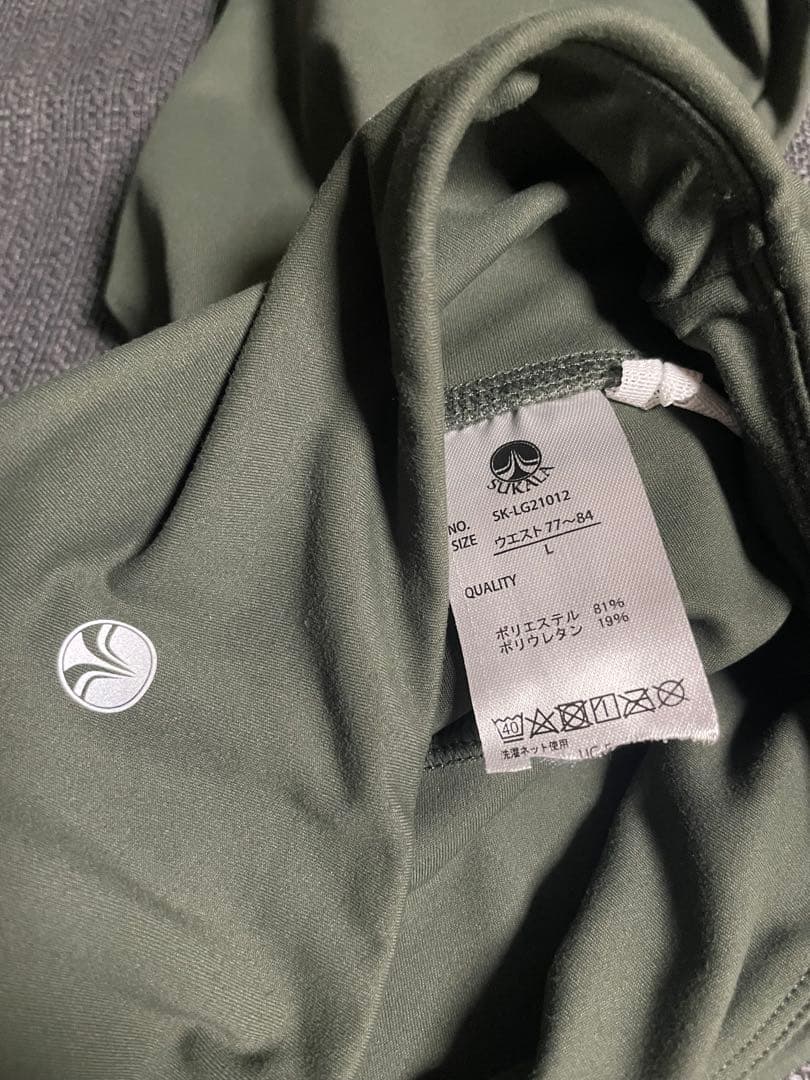 SUKALA
NO. SK-LG21012
SIZE ウエスト77〜84
L
QUALITY
ポリエステル 81%
ポリウレタン 19%
40
洗濯ネット使用